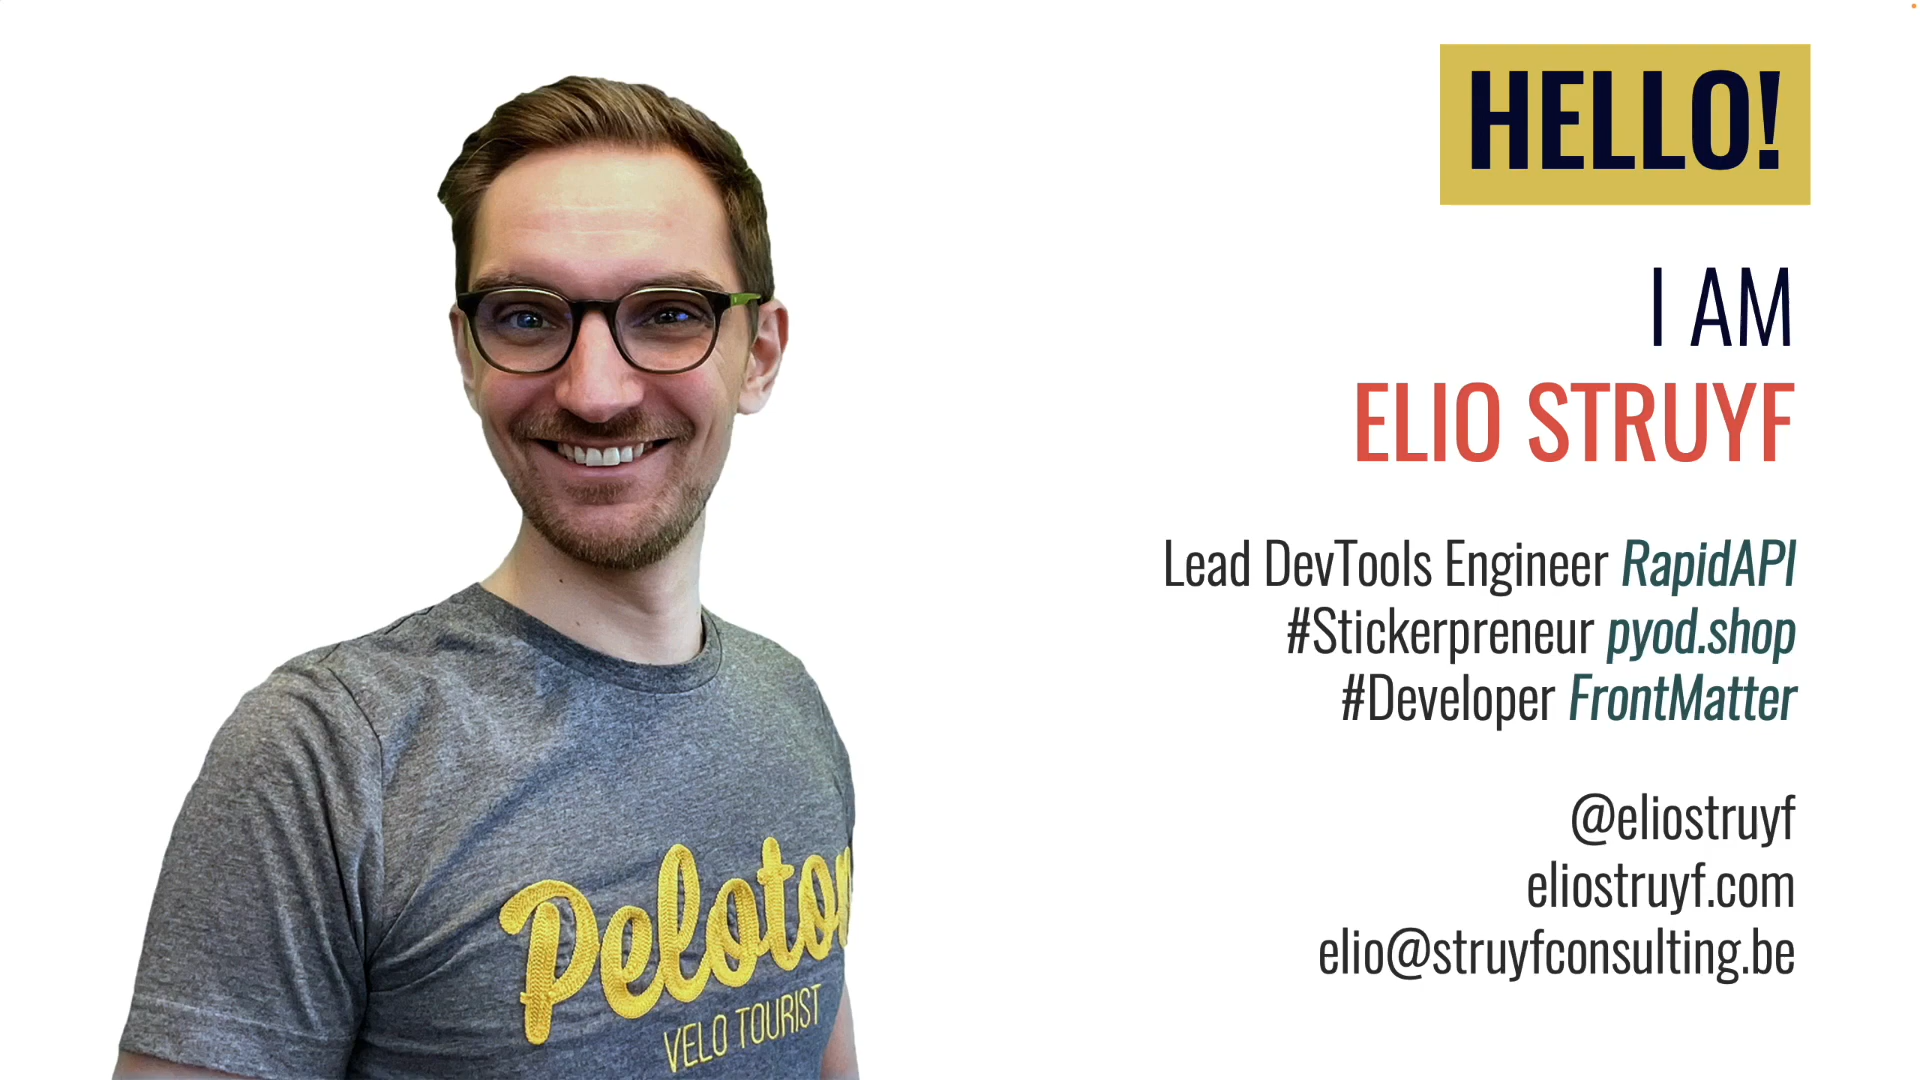 HELLO!
I AM
ELIO STRUYF
Lead DevTools Engineer RapidAPI
#Stickerpreneur pyod.shop
#Developer FrontMatter
@eliostruyf
eliostruyf.com
elio@struyfconsulting.be
Peloton
VELO TOURIST